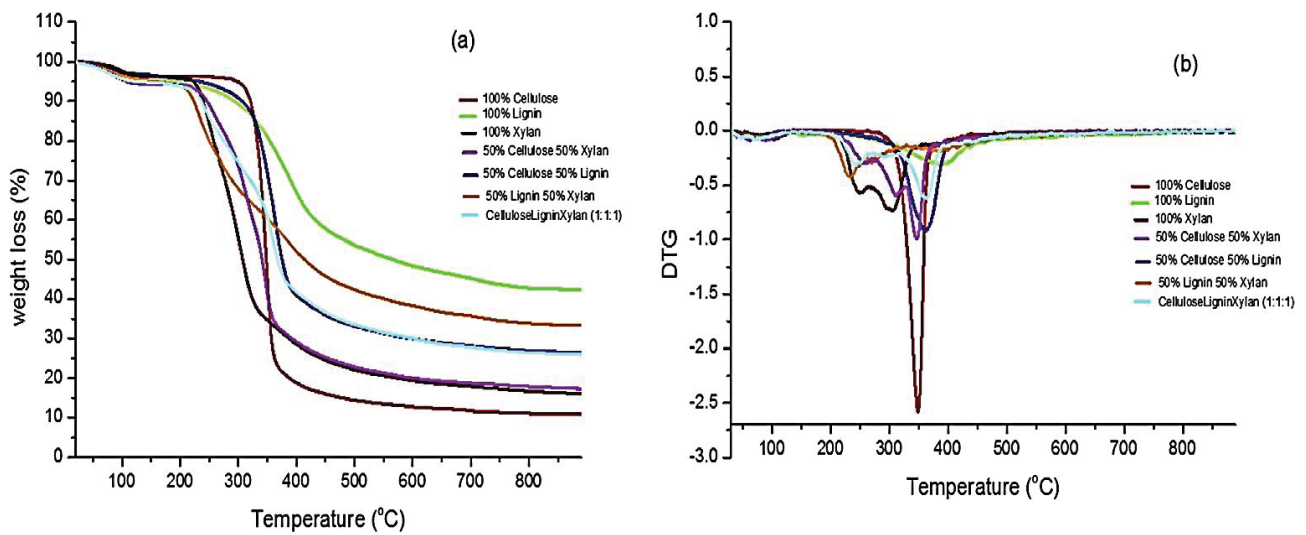 (a)
weight loss (%)
110
100
90
80
70
60
50
40
30
20
10
0
100 200 300 400 500 600 700 800
Temperature (°C)
100% Cellulose
100% Lignin
100% Xylan
50% Cellulose 50% Xylan
50% Cellulose 50% Lignin
50% Lignin 50% Xylan
CelluloseLigninXylan (1:1:1)
(b)
DTG
1.0
0.5
0.0
-0.5
-1.0
-1.5
-2.0
-2.5
-3.0
100 200 300 400 500 600 700 800
Temperature (°C)
100% Cellulose
100% Lignin
100% Xylan
50% Cellulose 50% Xylan
50% Cellulose 50% Lignin
50% Lignin 50% Xylan
CelluloseLigninXylan (1:1:1)